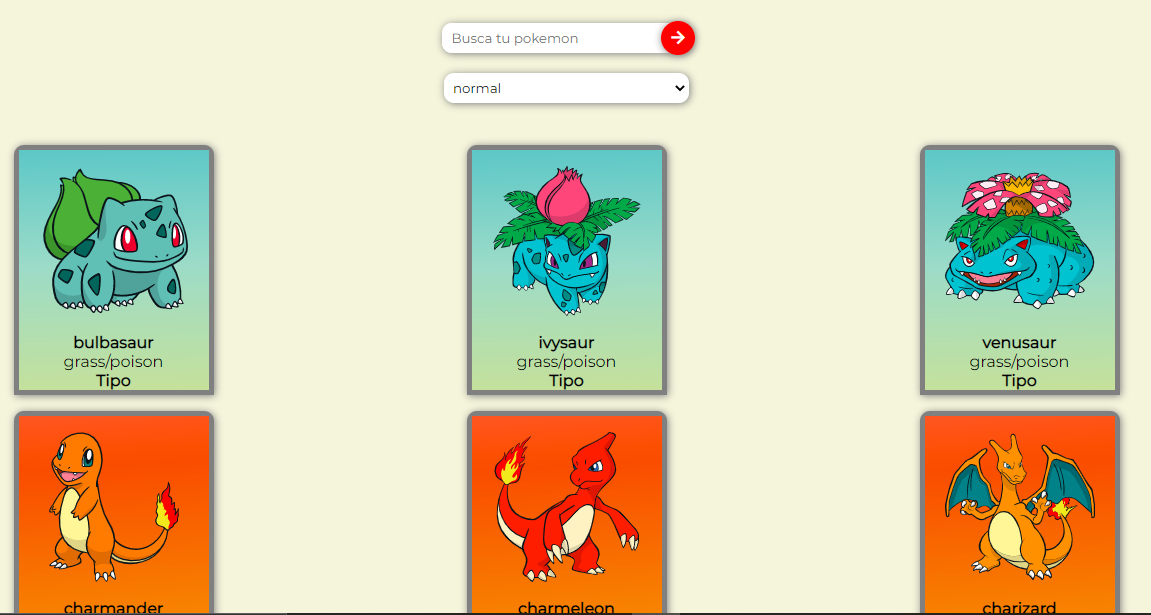 Busca tu pokemon
normal
bulbasaur
grass/poison
Tipo
ivysaur
grass/poison
Tipo
venusaur
grass/poison
Tipo
charmander
charmeleon
charizard